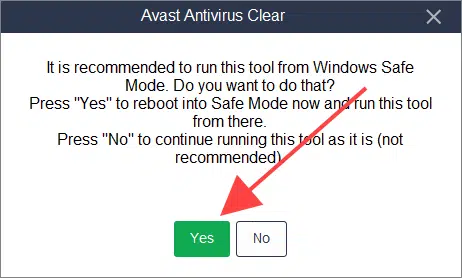 Avast Antivirus Clear
It is recommended to run this tool from Windows Safe
Mode. Do you want to do that?
Press "Yes" to reboot into Safe Mode now and run this tool
from there.
Press "No" to continue running this tool as it is (not
recommended)
Yes
No